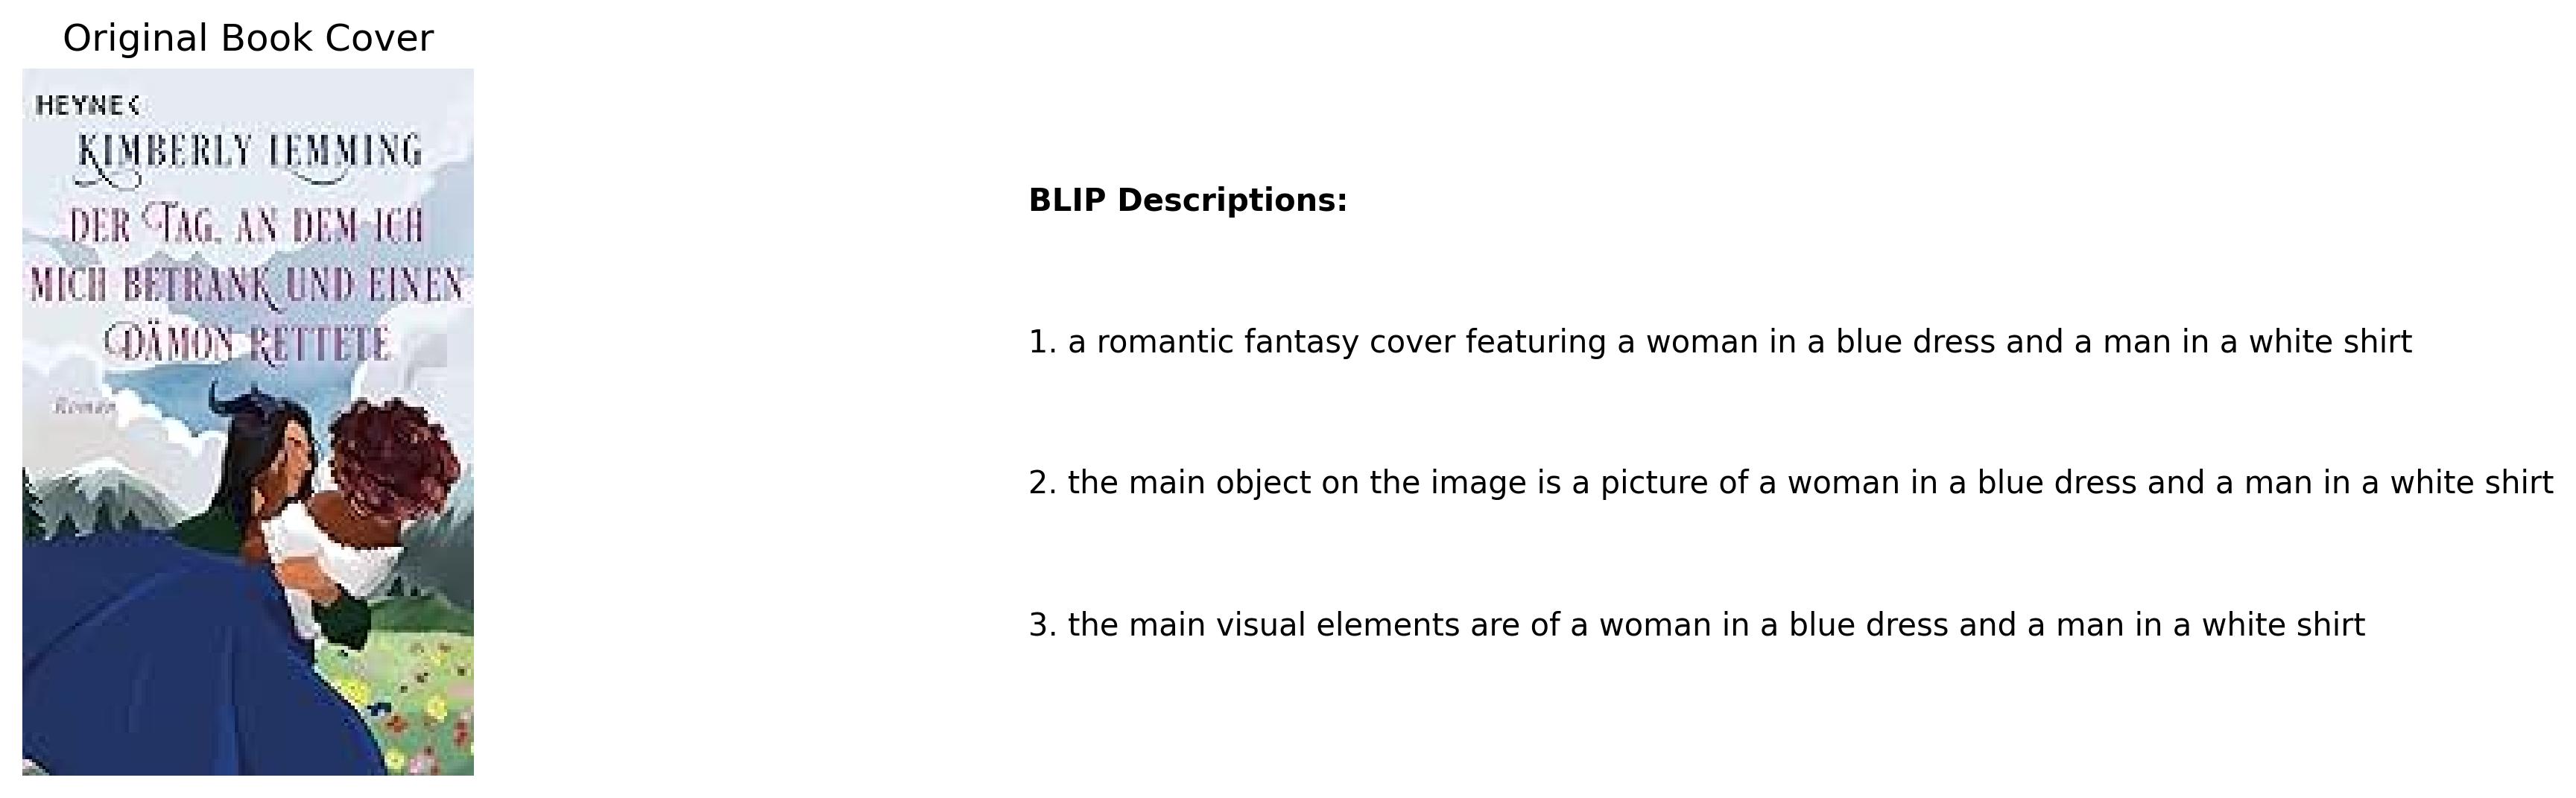 Original Book Cover
HEYNE<
KIMBERLY LEMMING
DER TAG, AN DEM ICH
MICH BETRANK UND EINEN
DÄMON RETTETE
Roman
BLIP Descriptions:
1. a romantic fantasy cover featuring a woman in a blue dress and a man in a white shirt
2. the main object on the image is a picture of a woman in a blue dress and a man in a white shirt
3. the main visual elements are of a woman in a blue dress and a man in a white shirt